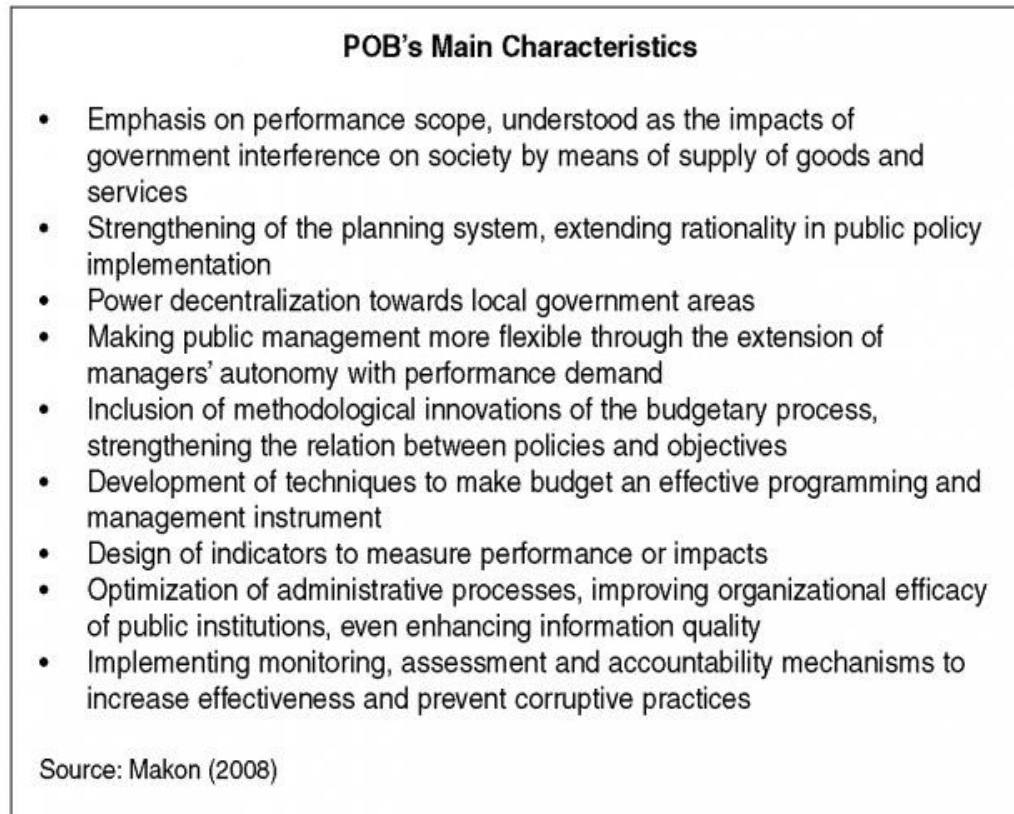 POB's Main Characteristics
• Emphasis on performance scope, understood as the impacts of
government interference on society by means of supply of goods and
services
• Strengthening of the planning system, extending rationality in public policy
implementation
• Power decentralization towards local government areas
• Making public management more flexible through the extension of
managers' autonomy with performance demand
• Inclusion of methodological innovations of the budgetary process,
strengthening the relation between policies and objectives
• Development of techniques to make budget an effective programming and
management instrument
• Design of indicators to measure performance or impacts
• Optimization of administrative processes, improving organizational efficacy
of public institutions, even enhancing information quality
• Implementing monitoring, assessment and accountability mechanisms to
increase effectiveness and prevent corruptive practices
Source: Makon (2008)